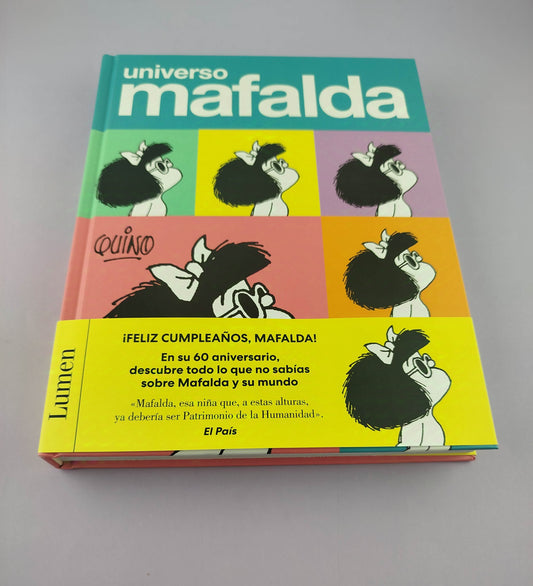 universo
mafalda
QUINO
Lumen
¡FELIZ CUMPLEAÑOS, MAFALDA!
En su 60 aniversario,
descubre todo lo que no sabías
sobre Mafalda y su mundo
«Mafalda, esa niña que, a estas alturas,
ya debería ser Patrimonio de la Humanidad».
El País